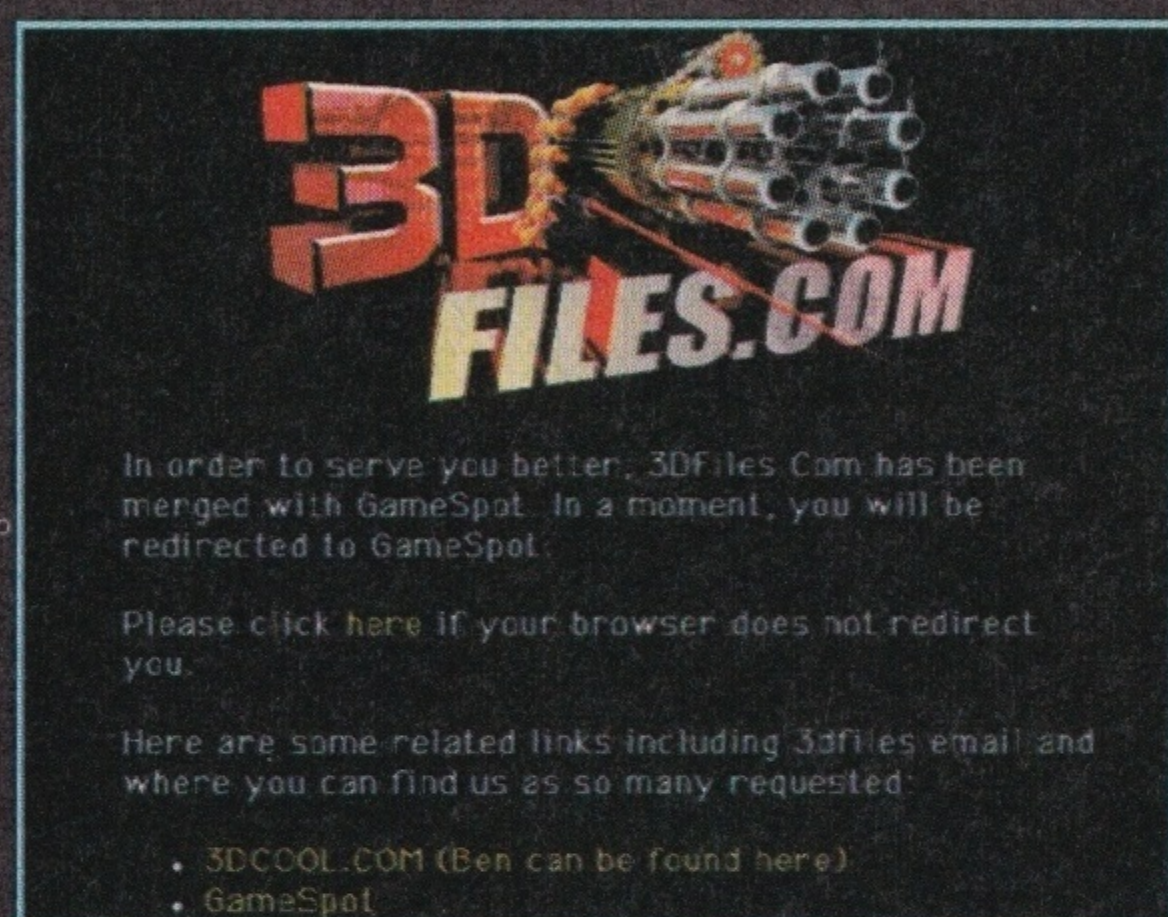 3D
FILES.COM
In order to serve you better, 3DFiles Com has been
merged with GameSpot. In a moment, you will be
redirected to GameSpot.
Please click here if your browser does not redirect
you.
Here are some related links including 3dfiles email and
where you can find us as so many requested:
• 3DCOOL.COM (Ben can be found here)
• GameSpot